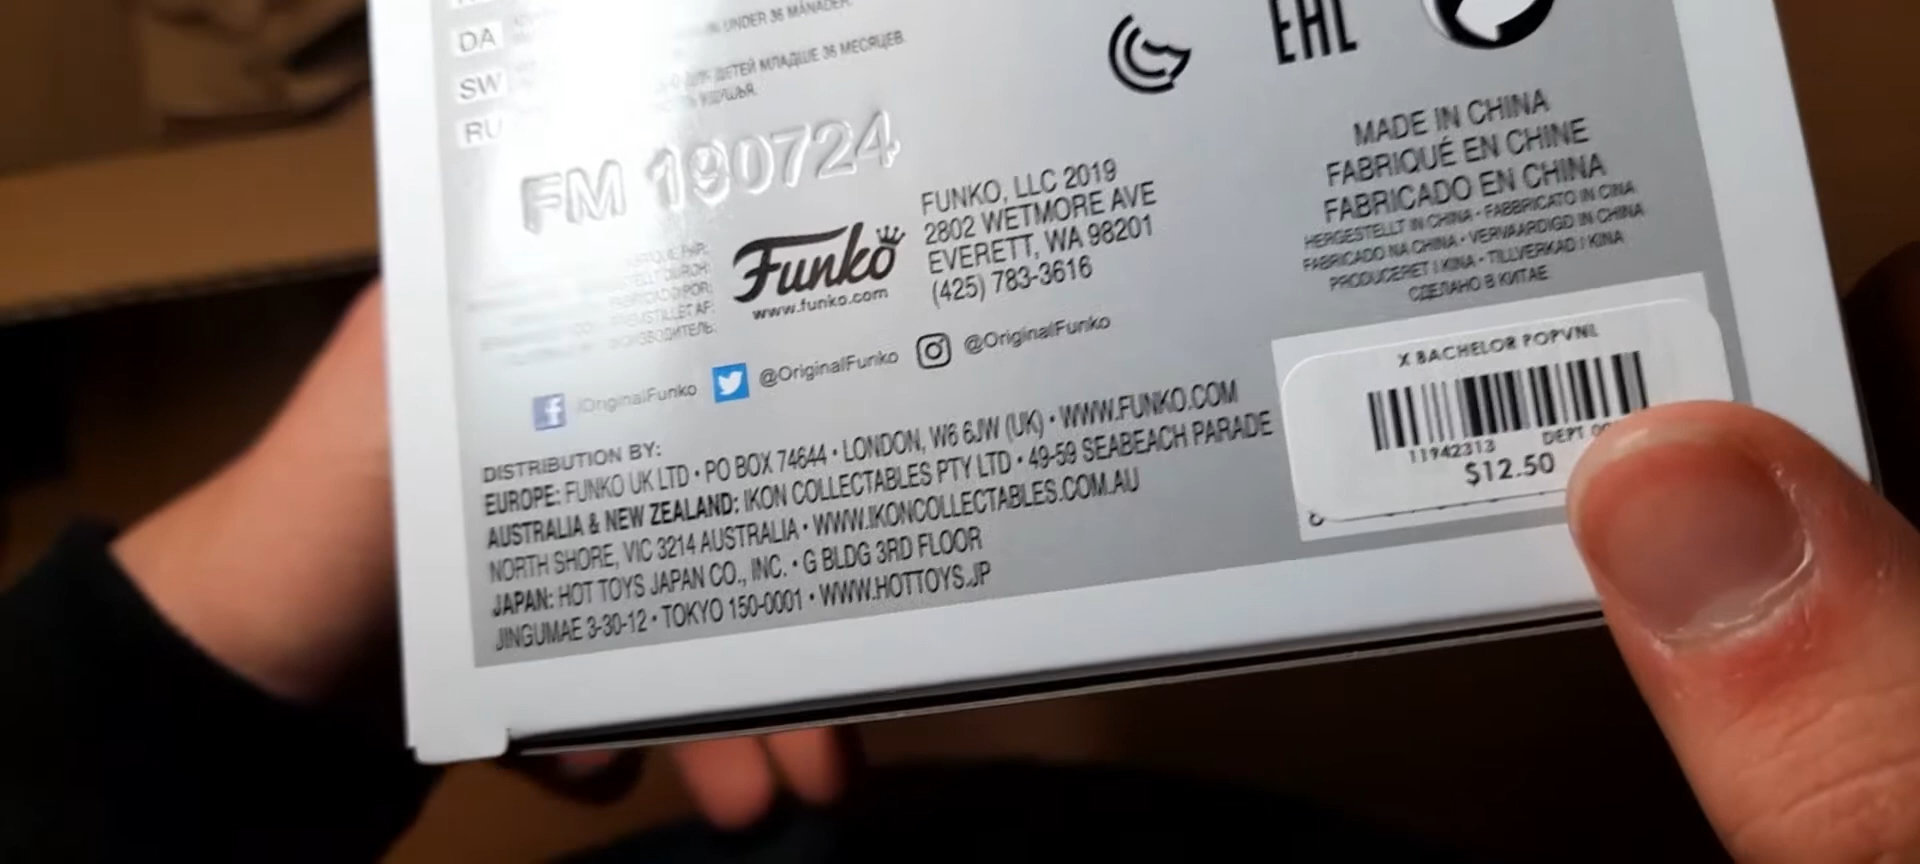 DA
UNDER 36 MÅNADER.
SW
ДЕТЕЙ МЛАДШЕ 36 МЕСЯЦЕВ.
RU
FM 190724
EAC
MADE IN CHINA
FABRIQUÉ EN CHINE
FABRICADO EN CHINA
HERGESTELLT IN CHINA • FABBRICATO IN CINA
FABRICADO NA CHINA • VERVAARDIGD IN CHINA
PRODUCERET I KINA • TILLVERKAD I KINA
СДЕЛАНО В КИТАЕ
Funko
www.funko.com
FUNKO, LLC 2019
2802 WETMORE AVE
EVERETT, WA 98201
(425) 783-3616
/OriginalFunko @OriginalFunko @OriginalFunko
DISTRIBUTION BY:
EUROPE: FUNKO UK LTD • PO BOX 74644 • LONDON, W6 6JW (UK) • WWW.FUNKO.COM
AUSTRALIA & NEW ZEALAND: IKON COLLECTABLES PTY LTD • 49-59 SEABEACH PARADE
NORTH SHORE, VIC 3214 AUSTRALIA • WWW.IKONCOLLECTABLES.COM.AU
JAPAN: HOT TOYS JAPAN CO., INC. • G BLDG 3RD FLOOR
JINGUMAE 3-30-12 • TOKYO 150-0001 • WWW.HOTTOYS.JP
X BACHELOR POPVNL
11942313 DEPT
$12.50